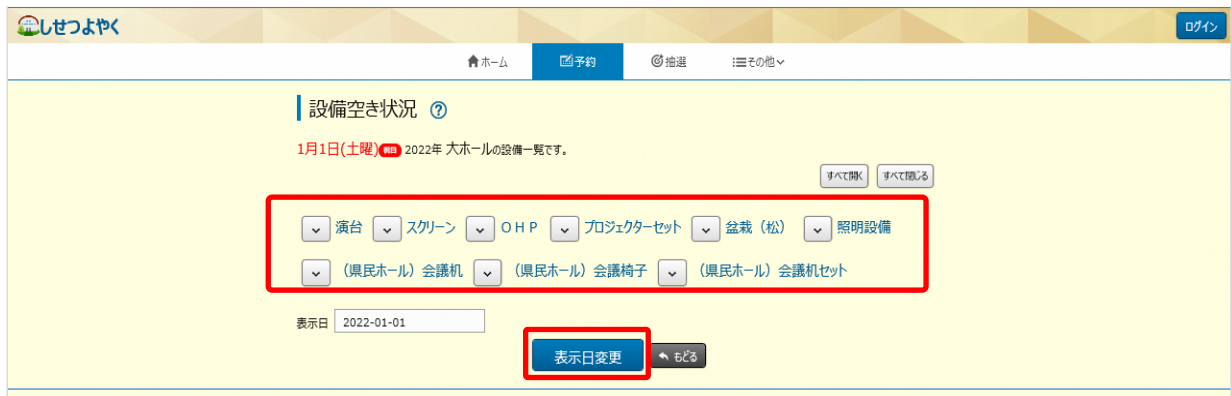 しせつよやく ログイン
ホーム 予約 抽選 その他
設備空き状況 ?
1月1日(土曜) 祝日 2022年 大ホールの設備一覧です。
すべて開く すべて閉じる
演台 スクリーン OHP プロジェクターセット 盆栽(松) 照明設備
(県民ホール)会議机 (県民ホール)会議椅子 (県民ホール)会議机セット
表示日 2022-01-01
表示日変更 もどる